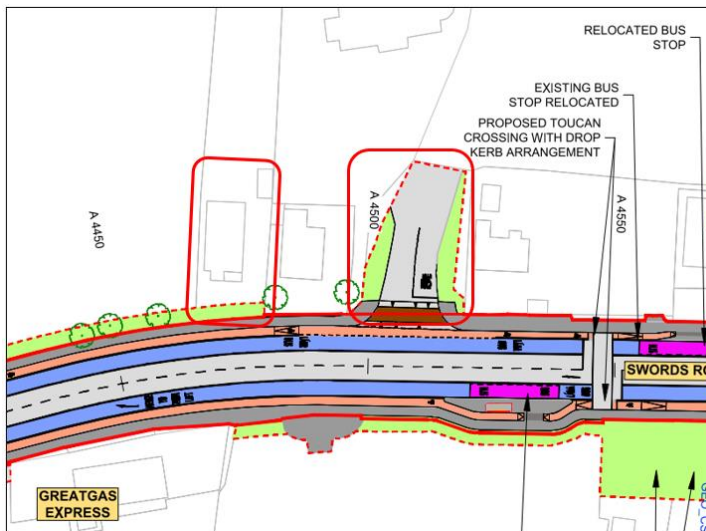 RELOCATED BUS
STOP
EXISTING BUS
STOP RELOCATED
PROPOSED TOUCAN
CROSSING WITH DROP
KERB ARRANGEMENT
A 4450
A 4500
A 4550
SWORDS RO
GREATGAS
EXPRESS